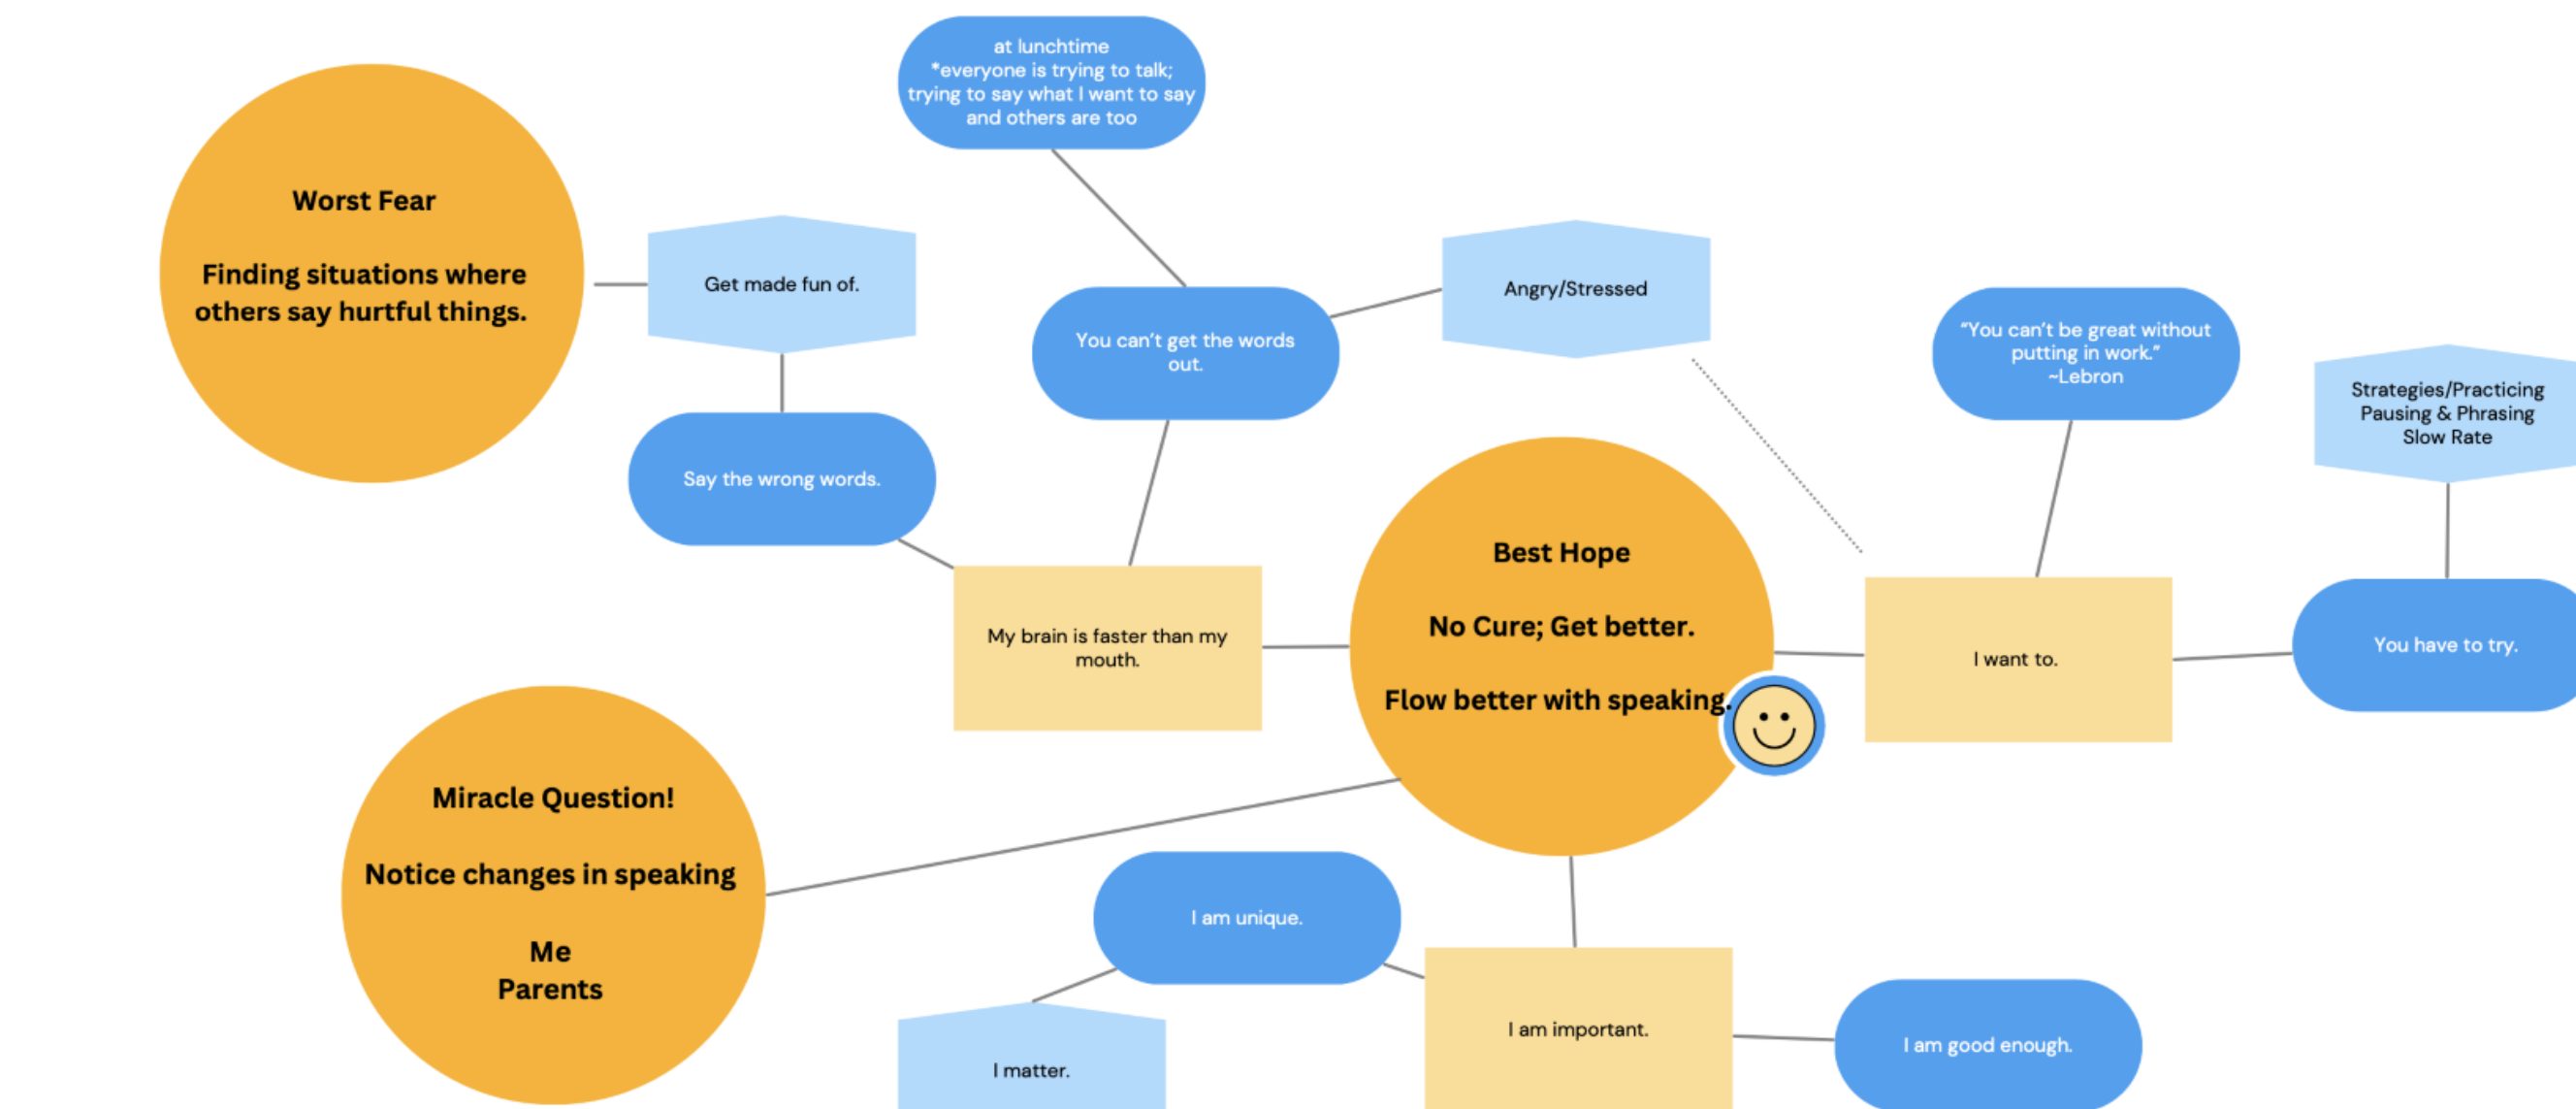 at lunchtime
*everyone is trying to talk;
trying to say what I want to say
and others are too
Worst Fear
Finding situations where
others say hurtful things.
Get made fun of.
Say the wrong words.
You can't get the words
out.
Angry/Stressed
"You can't be great without
putting in work."
~Lebron
Strategies/Practicing
Pausing & Phrasing
Slow Rate
My brain is faster than my
mouth.
Best Hope
No Cure; Get better.
Flow better with speaking.
I want to.
You have to try.
Miracle Question!
Notice changes in speaking
Me
Parents
I am unique.
I matter.
I am important.
I am good enough.